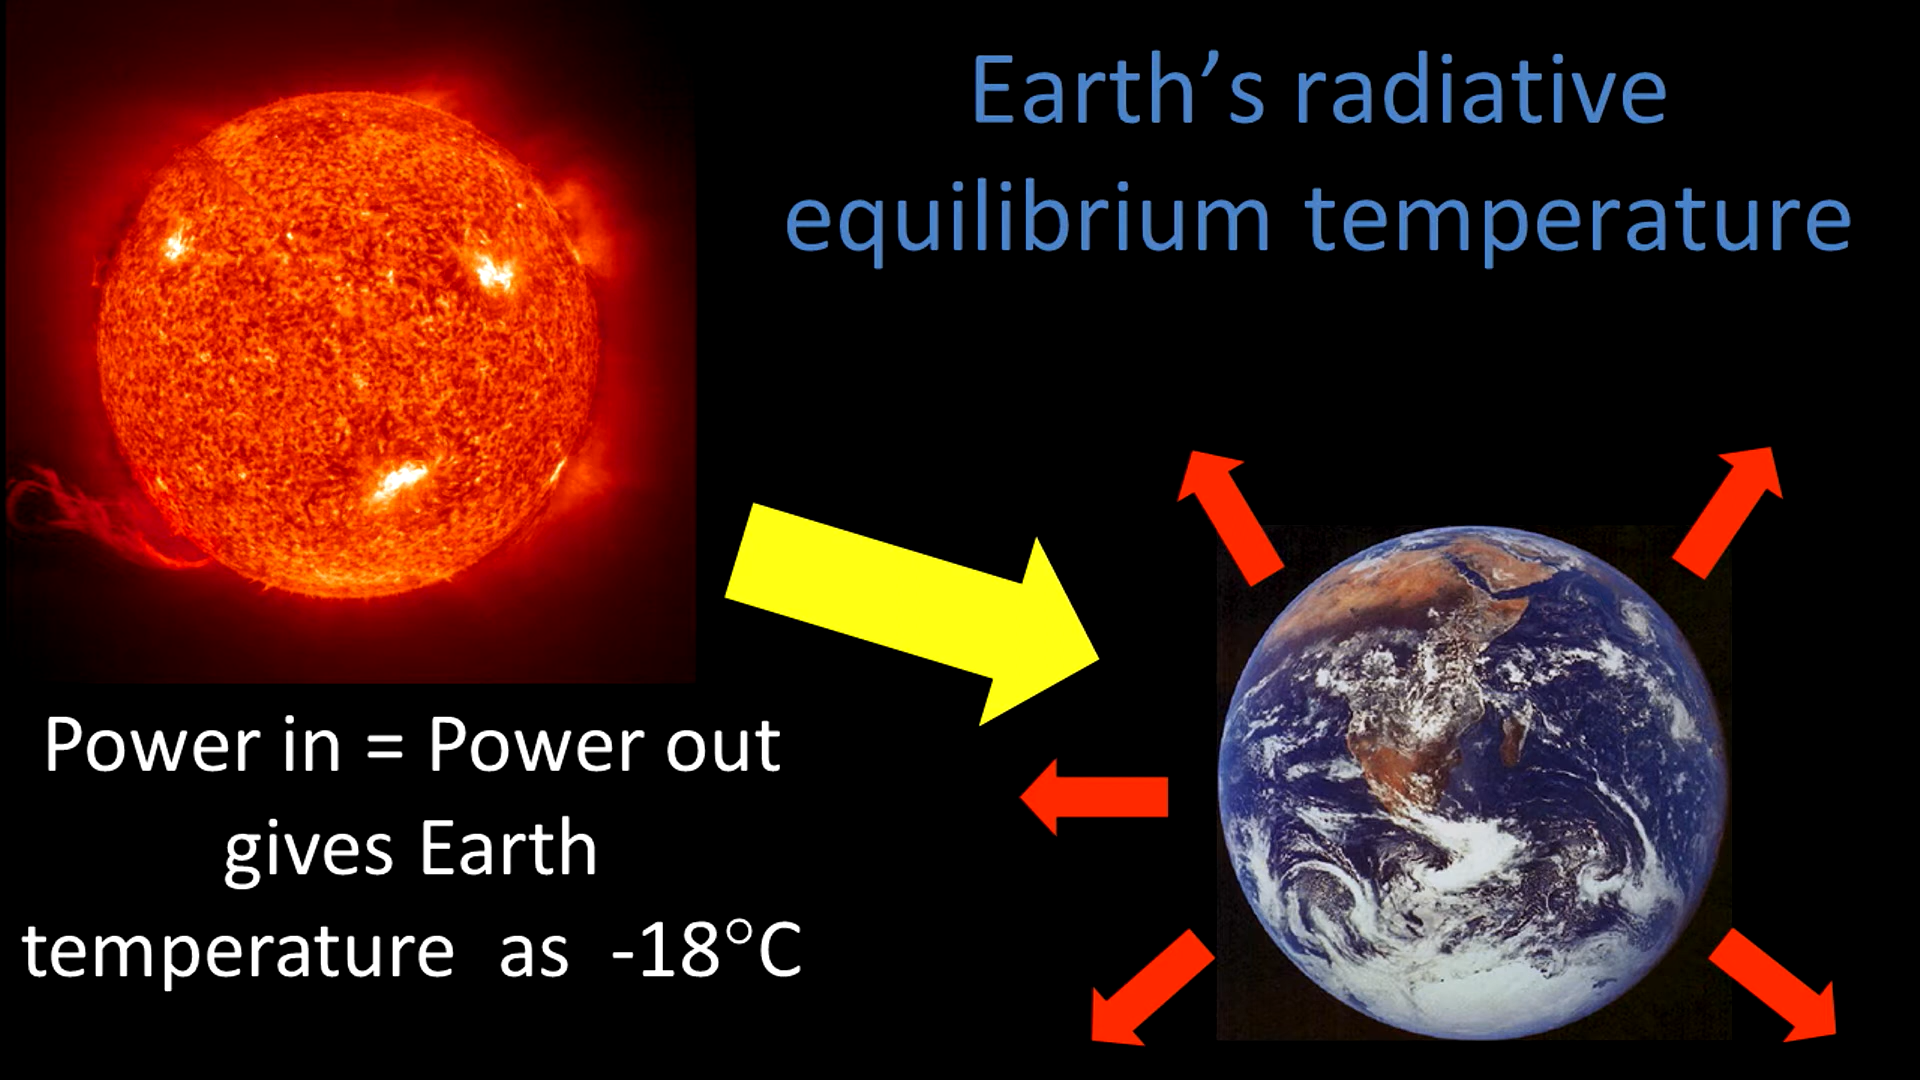 Earth’s radiative
equilibrium temperature
Power in = Power out
gives Earth
temperature as -18°C